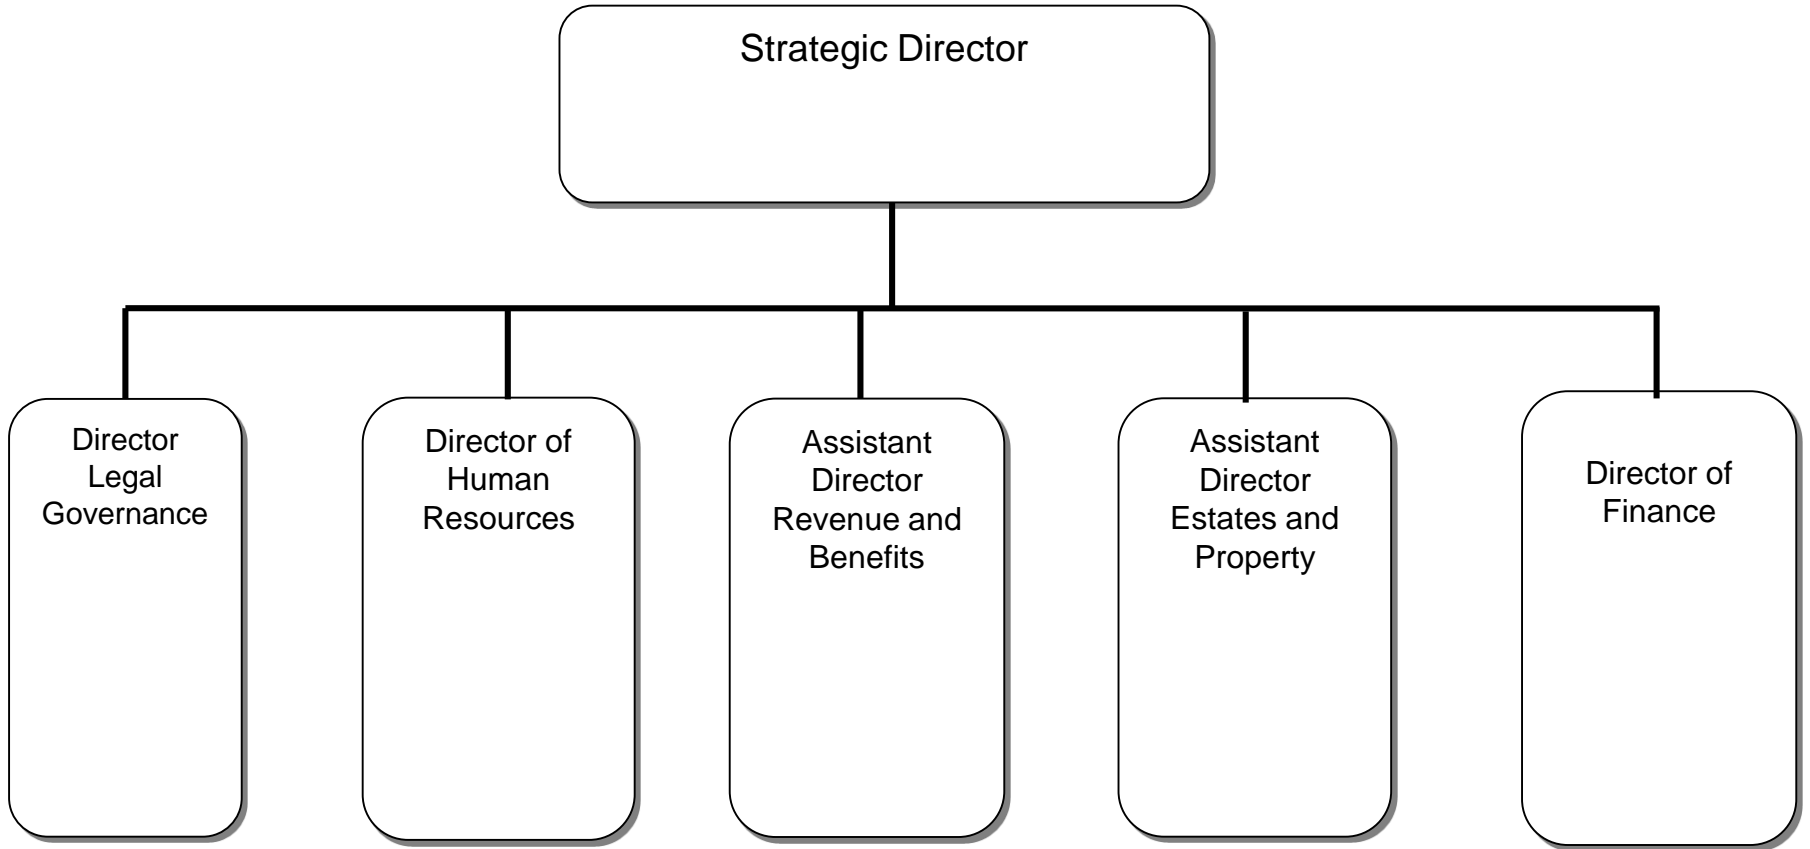 Strategic Director
Director
Legal
Governance
Director of
Human
Resources
Assistant
Director
Revenue and
Benefits
Assistant
Director
Estates and
Property
Director of
Finance